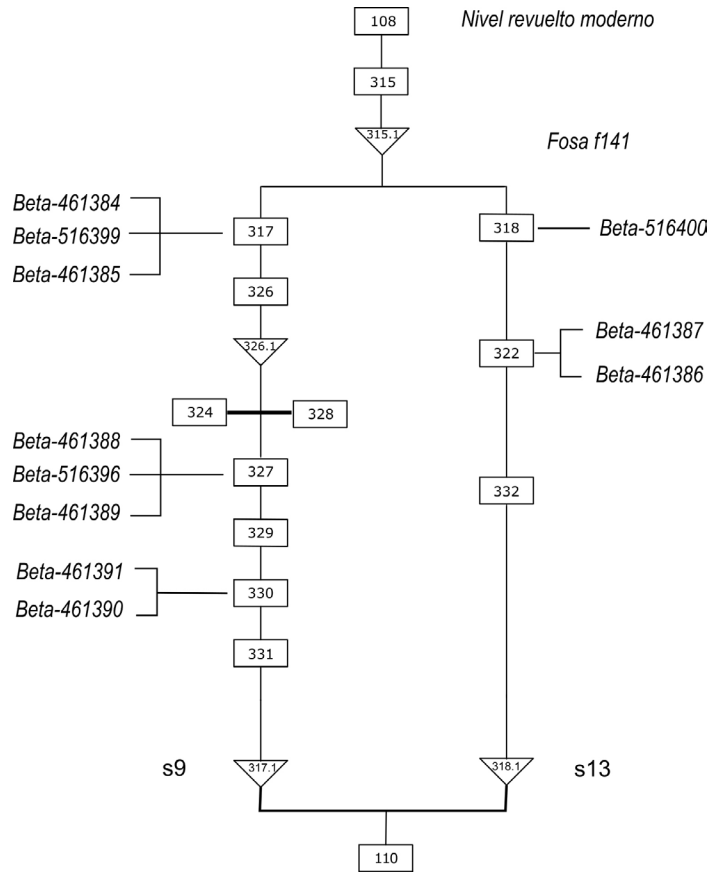 108
Nivel revuelto moderno
315
315.1
Fosa f141
Beta-461384
Beta-516399
Beta-461385
317
318
Beta-516400
326
326.1
322
Beta-461387
Beta-461386
324
328
Beta-461388
Beta-516396
Beta-461389
327
332
329
Beta-461391
Beta-461390
330
331
s9
317.1
318.1
s13
110